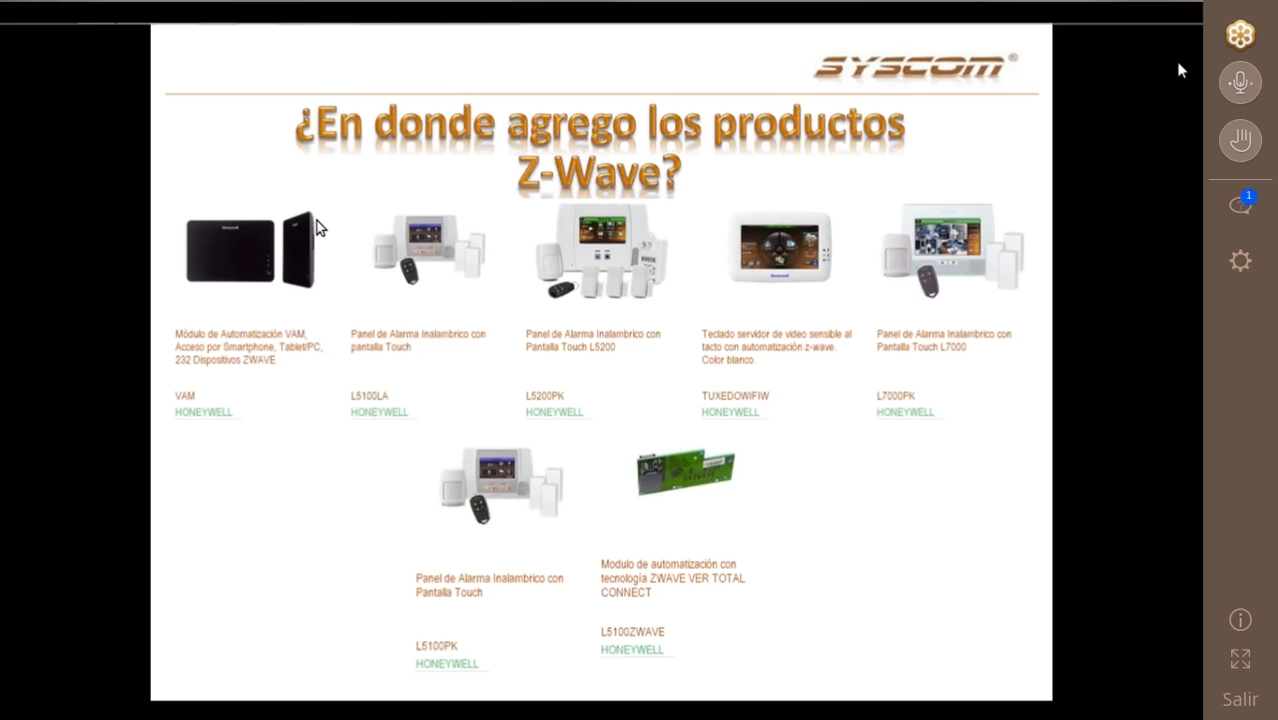 SYSCOM®
¿En donde agrego los productos
Z-Wave?
Módulo de Automatización VAM,
Acceso por Smartphone, Tablet/PC,
232 Dispositivos ZWAVE
VAM
HONEYWELL
Panel de Alarma Inalambrico con
pantalla Touch
L5100LA
HONEYWELL
Panel de Alarma Inalambrico con
Pantalla Touch L5200
L5200PK
HONEYWELL
Teclado servidor de video sensible al
tacto con automatización z-wave.
Color blanco.
TUXEDOWIFIW
HONEYWELL
Panel de Alarma Inalambrico con
Pantalla Touch L7000
L7000PK
HONEYWELL
Panel de Alarma Inalambrico con
Pantalla Touch
L5100PK
HONEYWELL
Modulo de automatización con
tecnología ZWAVE VER TOTAL
CONNECT
L5100ZWAVE
HONEYWELL
1
Salir